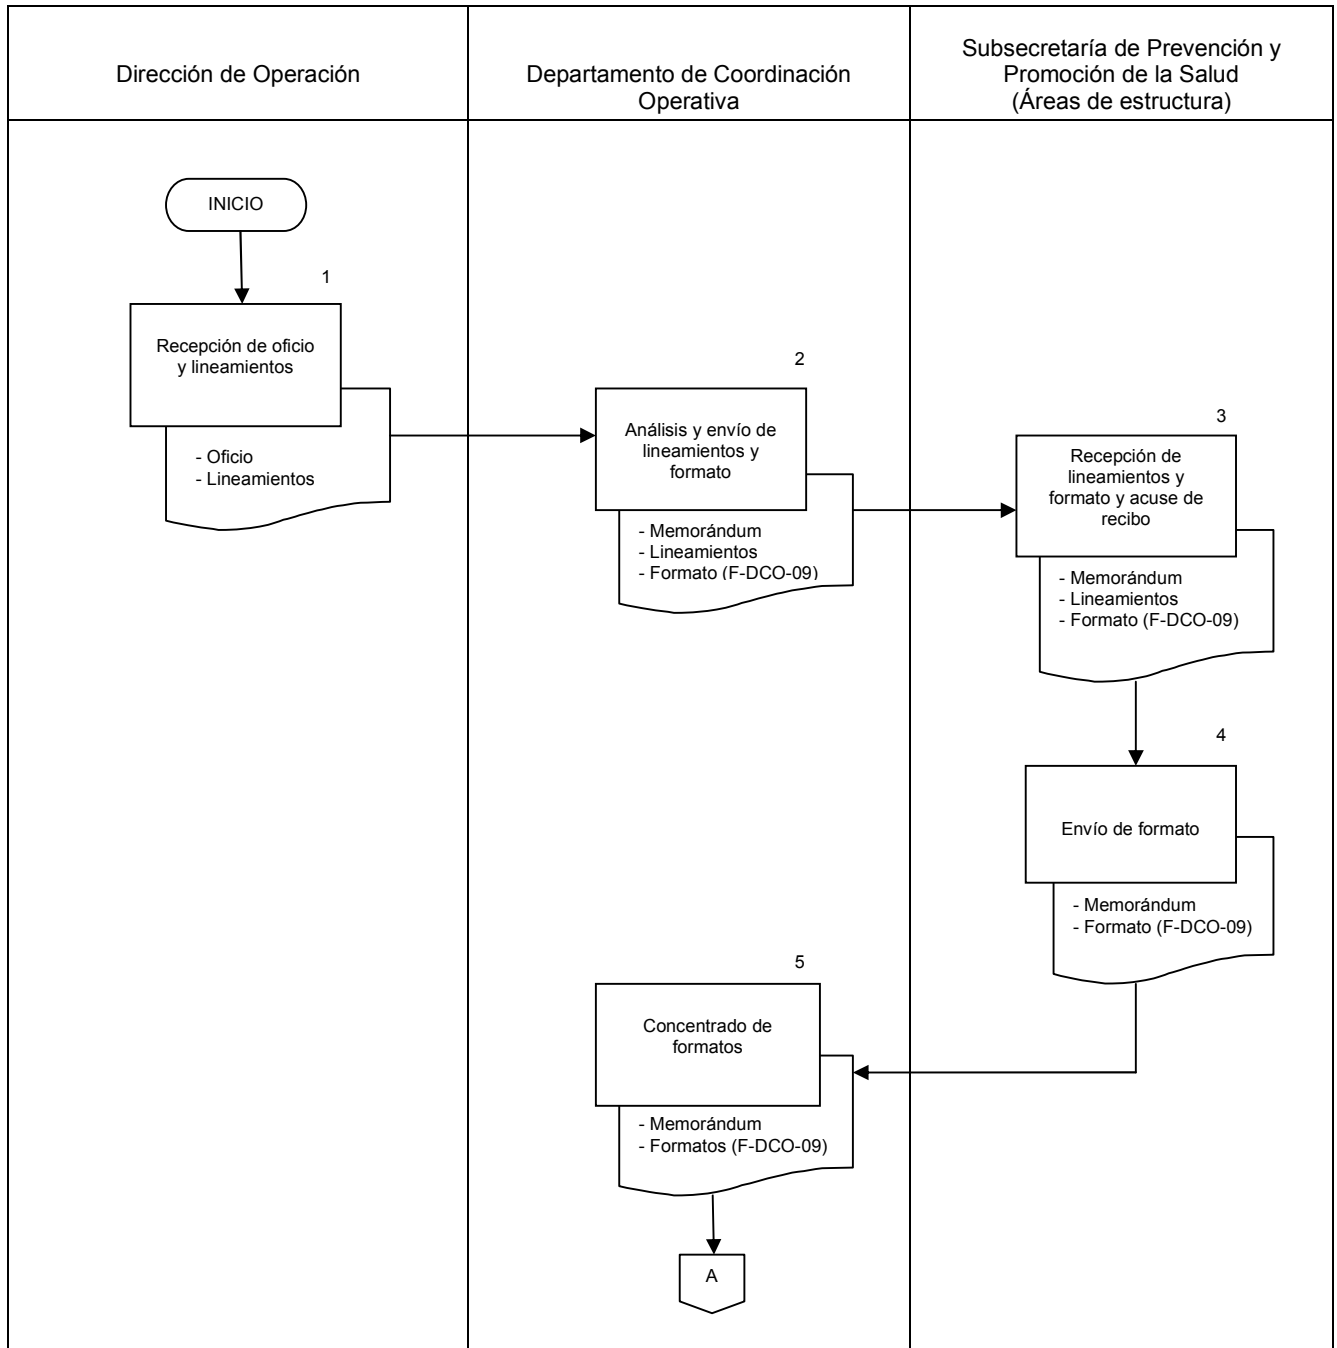 Dirección de Operación
Departamento de Coordinación
Operativa
Subsecretaría de Prevención y
Promoción de la Salud
(Áreas de estructura)
INICIO
1
Recepción de oficio
y lineamientos
- Oficio
- Lineamientos
2
Análisis y envío de
lineamientos y
formato
- Memorándum
- Lineamientos
- Formato (F-DCO-09)
3
Recepción de
lineamientos y
formato y acuse de
recibo
- Memorándum
- Lineamientos
- Formato (F-DCO-09)
4
Envío de formato
- Memorándum
- Formato (F-DCO-09)
5
Concentrado de
formatos
- Memorándum
- Formatos (F-DCO-09)
A